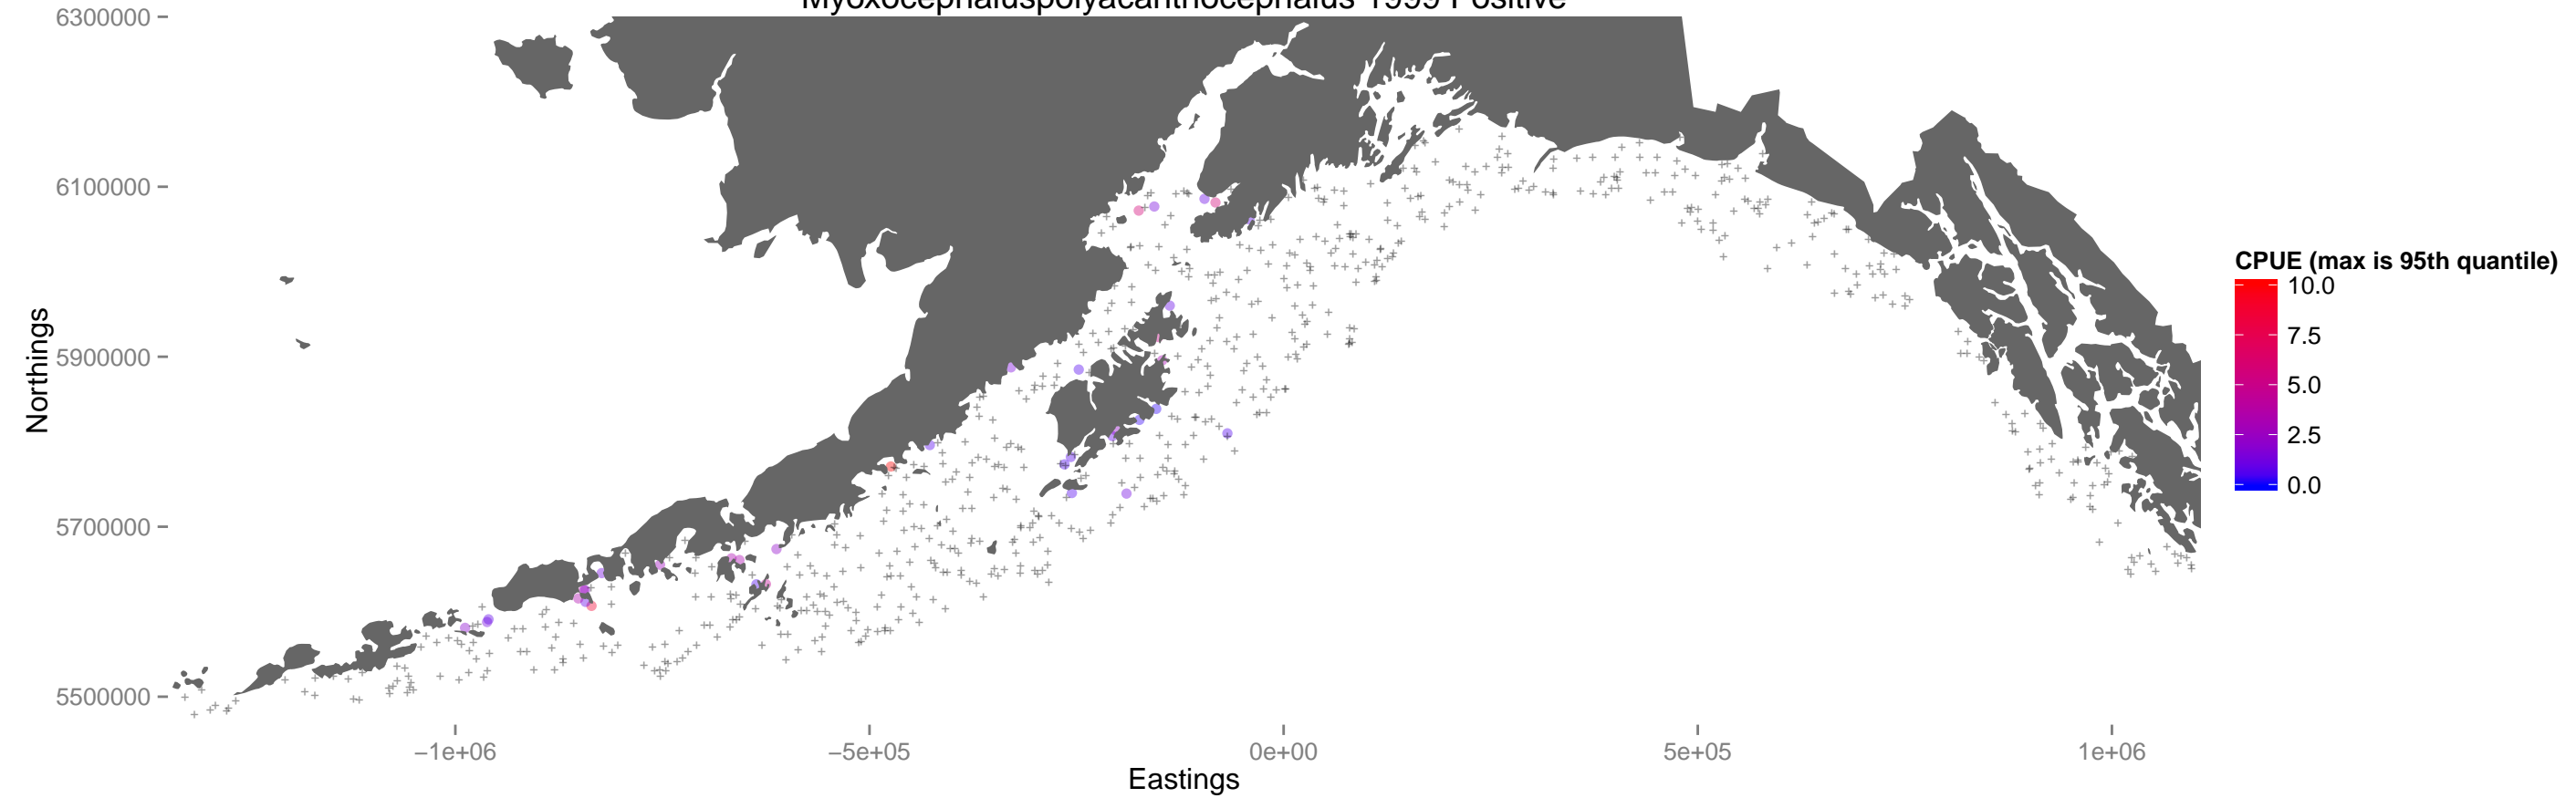 Myoxocephaluspolyacanthocephalus 1999 Positive
6300000
6100000
5900000
5700000
5500000
Northings
−1e+06
−5e+05
0e+00
5e+05
1e+06
Eastings
CPUE (max is 95th quantile)
10.0
7.5
5.0
2.5
0.0